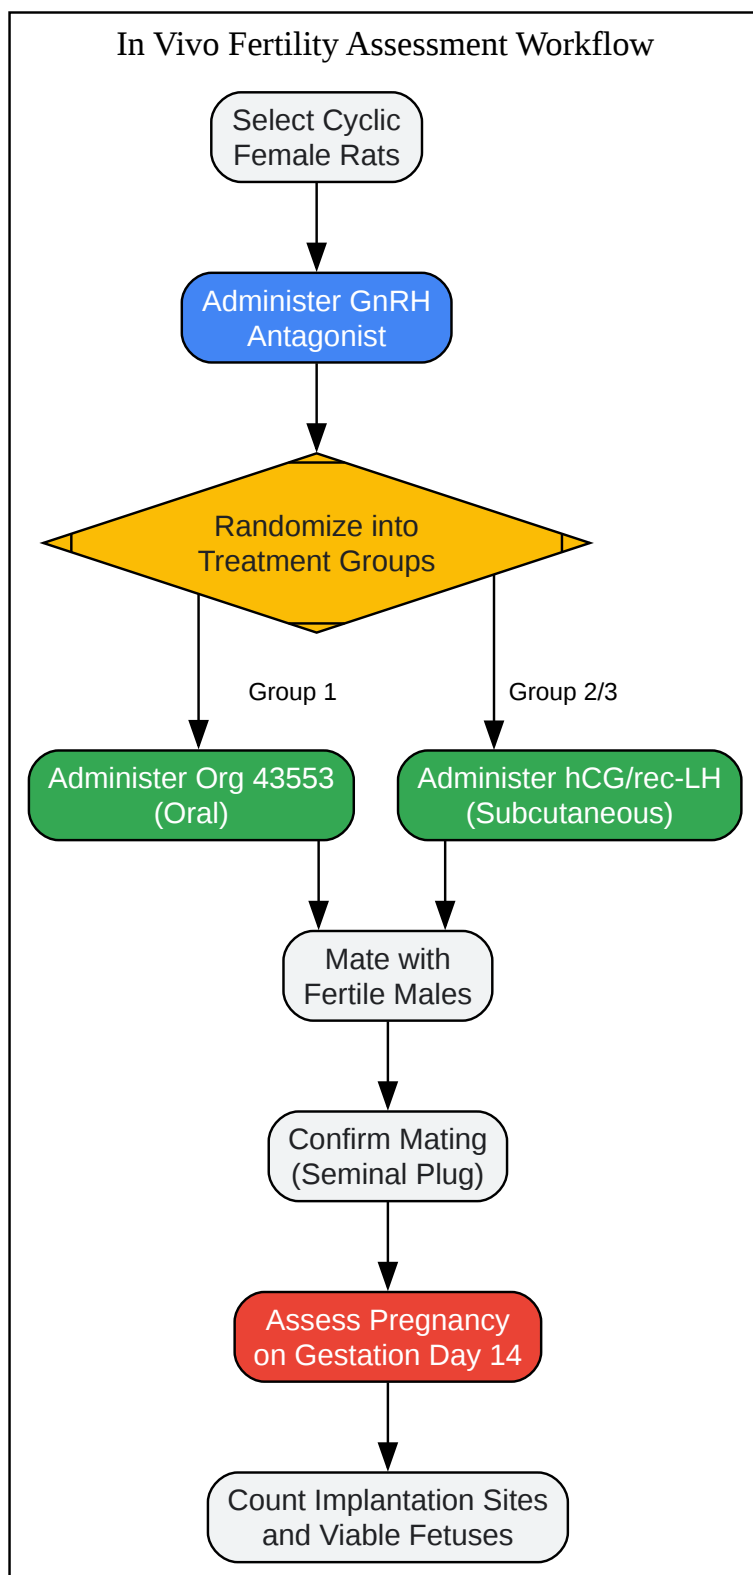 In Vivo Fertility Assessment Workflow
Select Cyclic
Female Rats
Administer GnRH
Antagonist
Randomize into
Treatment Groups
Group 1
Group 2/3
Administer Org 43553
(Oral)
Administer hCG/rec-LH
(Subcutaneous)
Mate with
Fertile Males
Confirm Mating
(Seminal Plug)
Assess Pregnancy
on Gestation Day 14
Count Implantation Sites
and Viable Fetuses